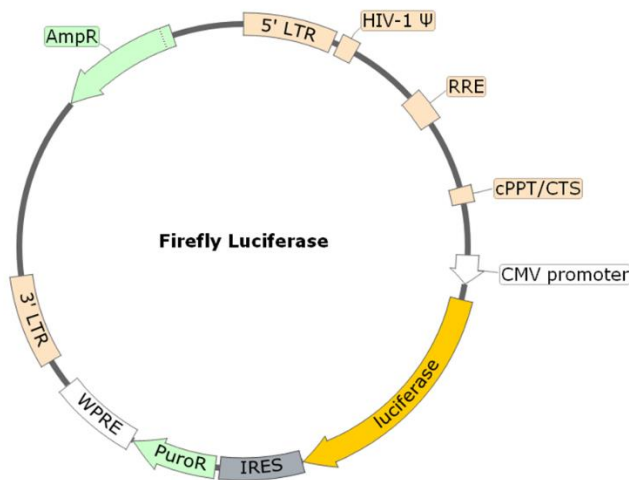 AmpR
5' LTR
HIV-1 Ψ
RRE
cPPT/CTS
Firefly Luciferase
CMV promoter
luciferase
IRES
PuroR
WPRE
3' LTR